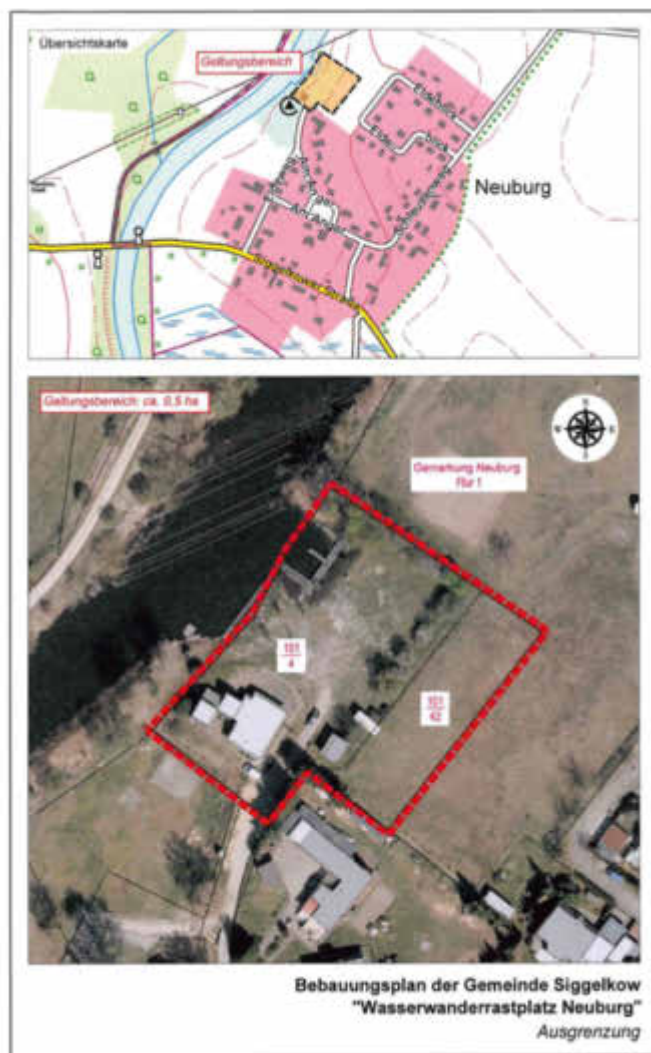 Übersichtskarte
Geltungsbereich
Neuburg
Geltungsbereich: ca. 0,5 ha
N
W
E
S
Gemarkung Neuburg
Flur 1
101
4
101
42
Bebauungsplan der Gemeinde Siggelkow
"Wasserwanderrastplatz Neuburg"
Ausgrenzung